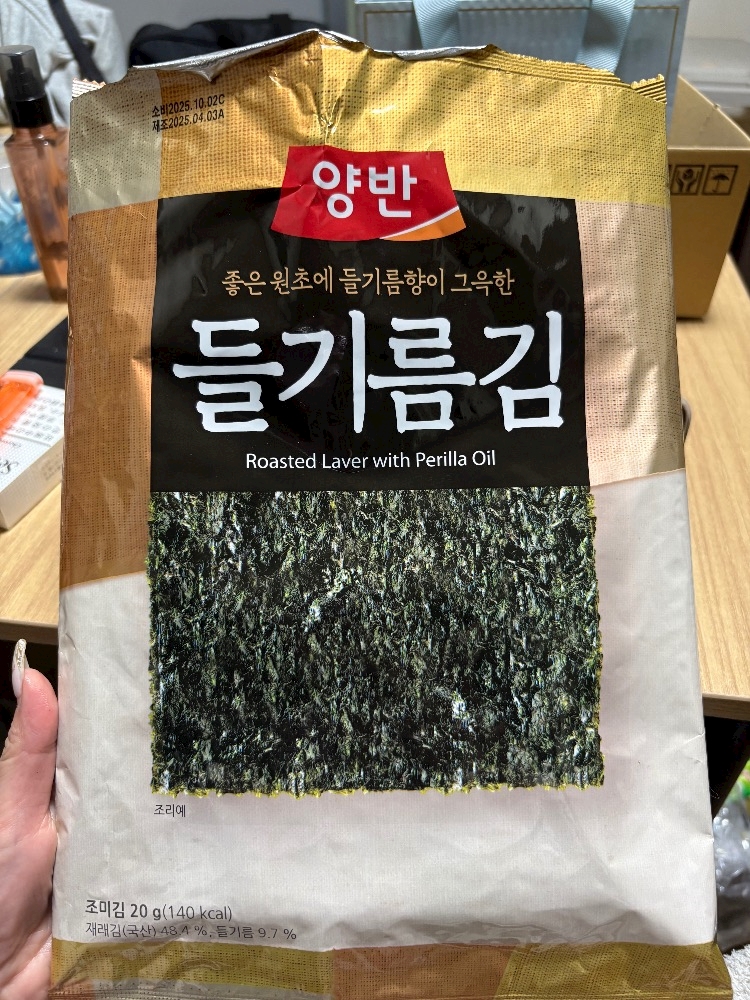 소비2025.10.02C
제조2025.04.03A
양반
좋은 원초에 들기름향이 그윽한
들기름김
Roasted Laver with Perilla Oil
조리예
조미김 20 g(140 kcal)
재래김(국산) 48.4 %, 들기름 9.7 %